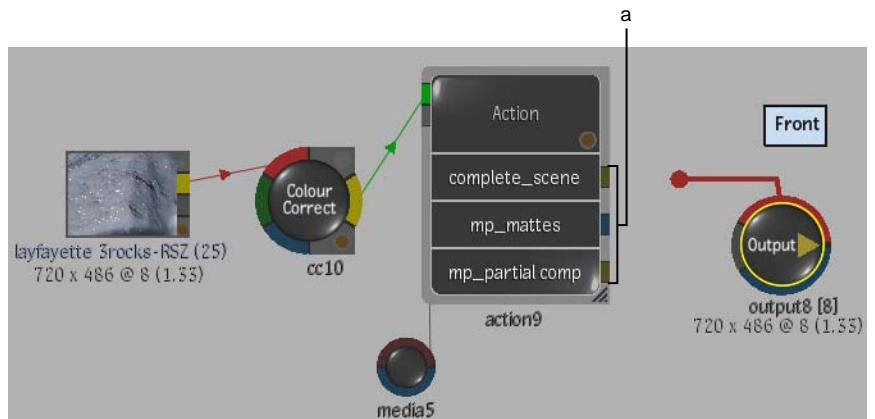 a
Front
Action
complete_scene
mp_mattes
mp_partial comp
action9
Colour
Correct
cc10
layfayette 3rocks-RSZ (25)
720 x 486 @ 8 (1.33)
Output
output8 [8]
720 x 486 @ 8 (1.33)
media5